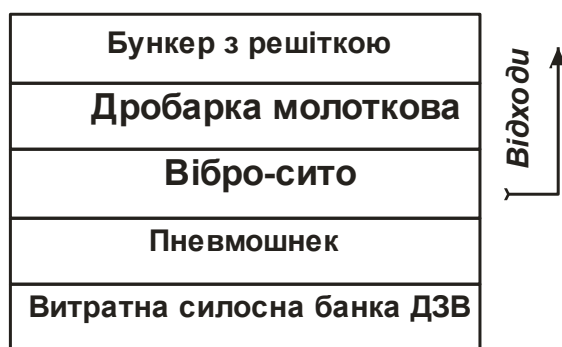 Бункер з решіткою
Дробарка молоткова
Вібро-сито
Пневмошнек
Витратна силосна банка ДЗВ
Відходи